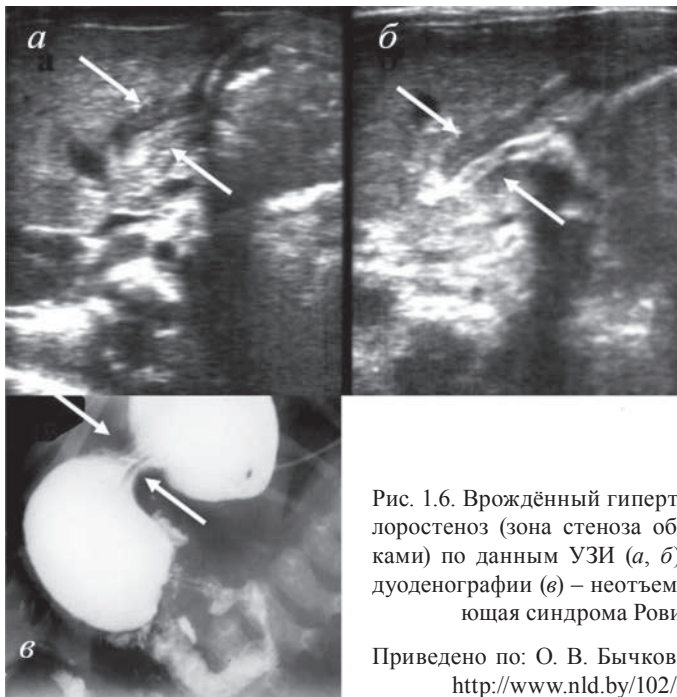 а
б
в
Рис. 1.6. Врождённый гиперт
лоростеноз (зона стеноза об
ками) по данным УЗИ (а, б)
дуоденографии (в) – неотъем
ющая синдрома Рови
Приведено по: О. В. Бычков
http://www.nld.by/102/